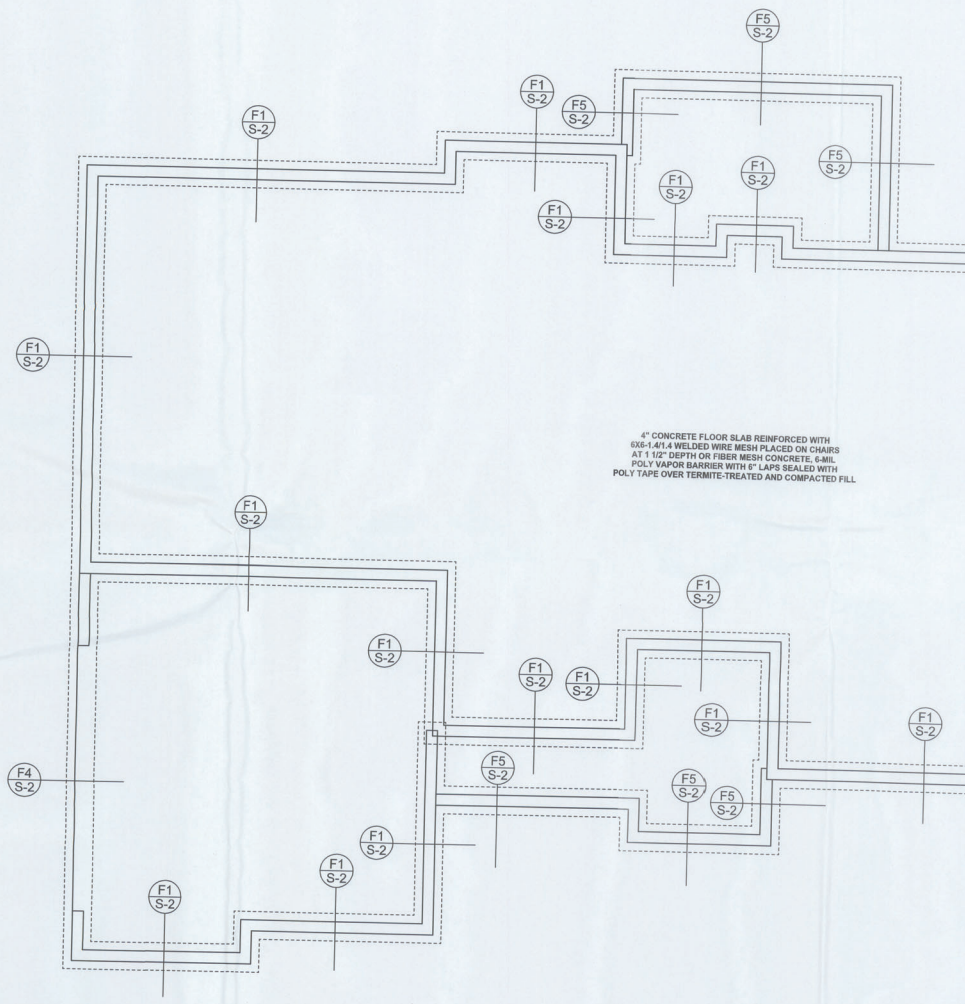 F5
S-2
F1
S-2
F5
S-2
F1
S-2
F5
S-2
F1
S-2
F1
S-2
F1
S-2
F1
S-2
4" CONCRETE FLOOR SLAB REINFORCED WITH
6X6-1.4/1.4 WELDED WIRE MESH PLACED ON CHAIRS
AT 1 1/2" DEPTH OR FIBER MESH CONCRETE, 6-MIL
POLY VAPOR BARRIER WITH 6" LAPS SEALED WITH
POLY TAPE OVER TERMITE-TREATED AND COMPACTED FILL
F1
S-2
F1
S-2
F1
S-2
F1
S-2
F1
S-2
F1
S-2
F1
S-2
F5
S-2
F4
S-2
F5
S-2
F5
S-2
F1
S-2
F1
S-2
F1
S-2